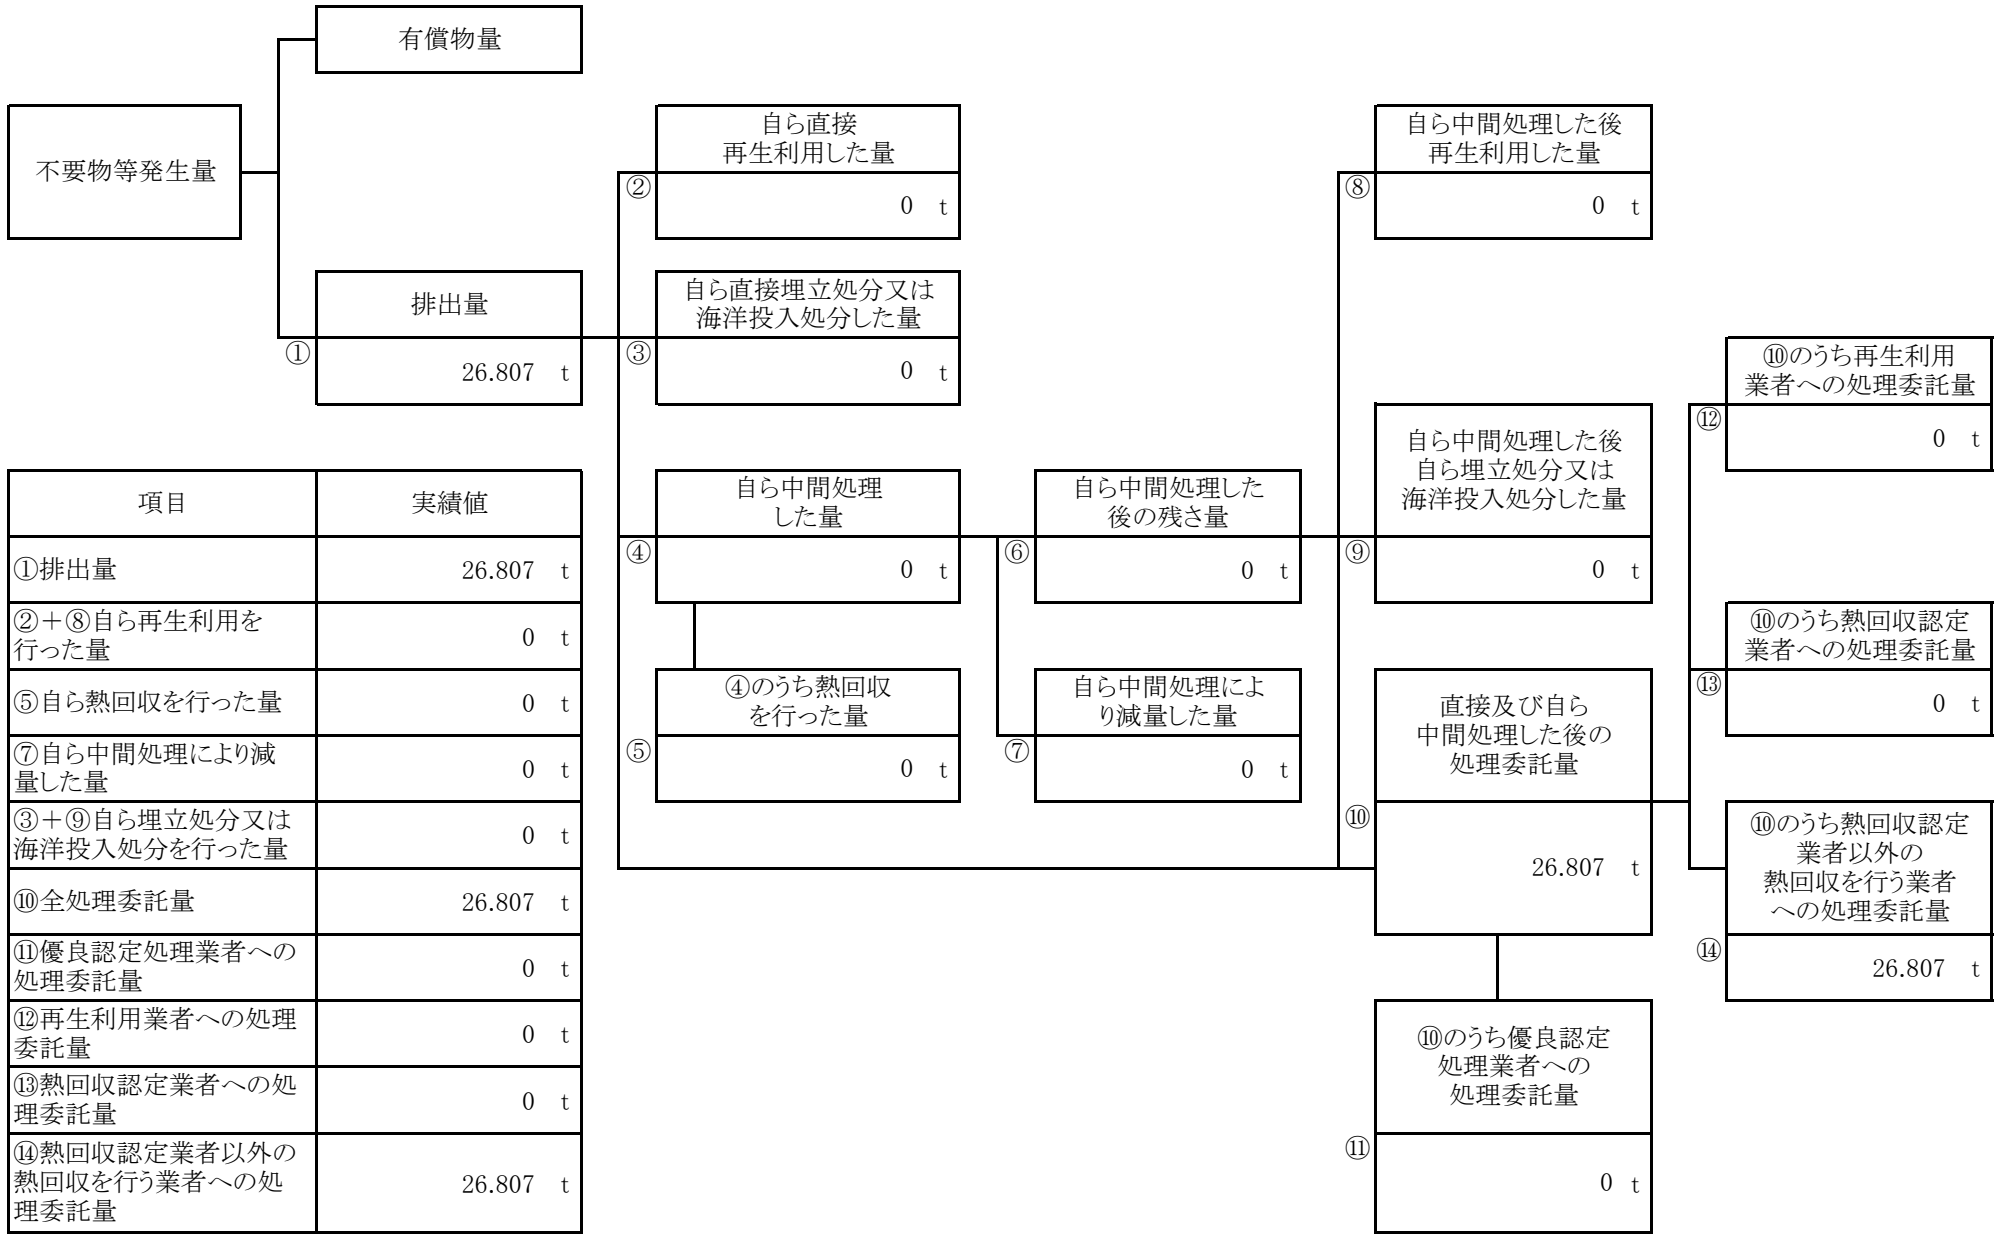 有償物量
不要物等発生量
排出量
①
26.807 t
自ら直接
再生利用した量
②
0 t
自ら直接埋立処分又は
海洋投入処分した量
③
0 t
自ら中間処理
した量
④
0 t
④のうち熱回収
を行った量
⑤
0 t
自ら中間処理した
後の残さ量
⑥
0 t
自ら中間処理によ
り減量した量
⑦
0 t
自ら中間処理した後
再生利用した量
⑧
0 t
自ら中間処理した後
自ら埋立処分又は
海洋投入処分した量
⑨
0 t
直接及び自ら
中間処理した後の
処理委託量
⑩
26.807 t
⑩のうち優良認定
処理業者への
処理委託量
⑪
0 t
⑩のうち再生利用
業者への処理委託量
⑫
0 t
⑩のうち熱回収認定
業者への処理委託量
⑬
0 t
⑩のうち熱回収認定
業者以外の
熱回収を行う業者
への処理委託量
⑭
26.807 t
項目 実績値
①排出量 26.807 t
②＋⑧自ら再生利用を
行った量
0 t
⑤自ら熱回収を行った量 0 t
⑦自ら中間処理により減
量した量
0 t
③＋⑨自ら埋立処分又は
海洋投入処分を行った量
0 t
⑩全処理委託量 26.807 t
⑪優良認定処理業者への
処理委託量
0 t
⑫再生利用業者への処理
委託量
0 t
⑬熱回収認定業者への処
理委託量
0 t
⑭熱回収認定業者以外の
熱回収を行う業者への処
理委託量
26.807 t